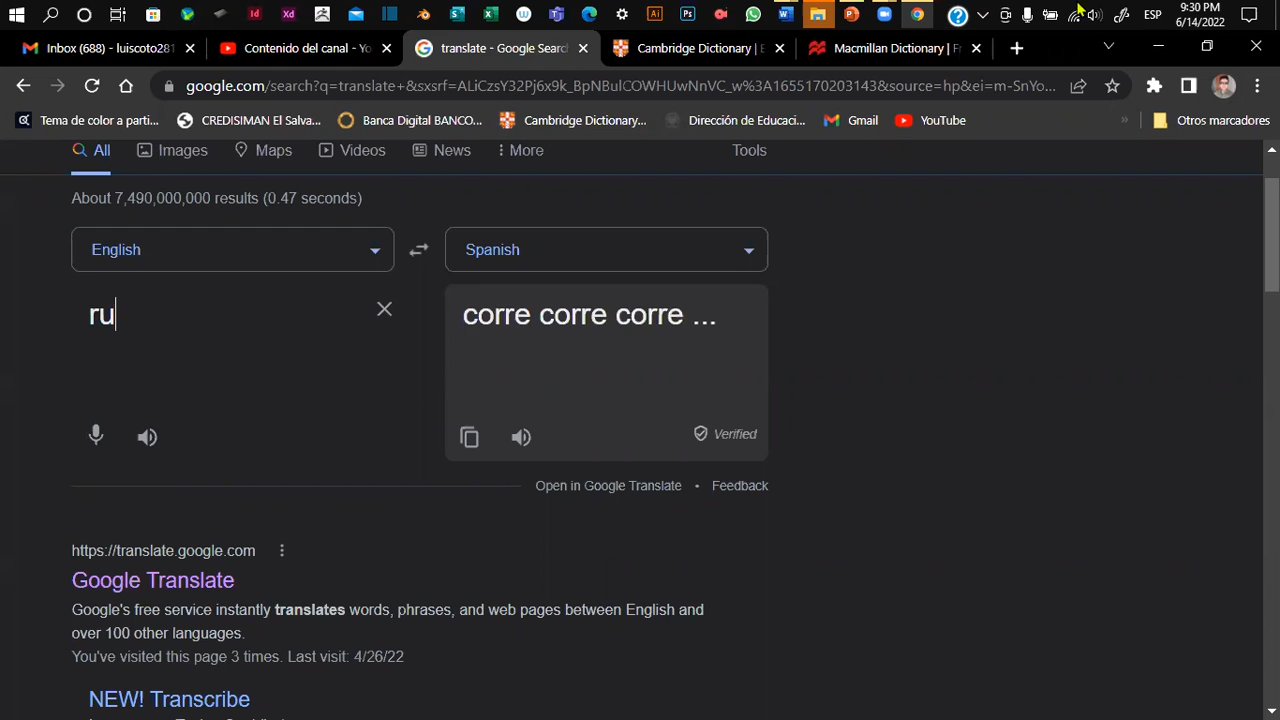 9:30 PM
ESP
6/14/2022
Inbox (688) - luiscoto281
Contenido del canal - Yo
translate - Google Search
Cambridge Dictionary | E
Macmillan Dictionary | Fr
google.com/search?q=translate+&sxsrf=ALiCzsY32Pj6x9k_BpNBulCOWHUwNnVC_w%3A1655170203143&source=hp&ei=m-SnYo...
Tema de color a parti...
CREDISIMAN El Salva...
Banca Digital BANCO...
Cambridge Dictionary...
Dirección de Educaci...
Gmail
YouTube
»
Otros marcadores
All
Images
Maps
Videos
News
More
Tools
About 7,490,000,000 results (0.47 seconds)
English
Spanish
ru
corre corre corre ...
Verified
Open in Google Translate • Feedback
https://translate.google.com
Google Translate
Google's free service instantly translates words, phrases, and web pages between English and
over 100 other languages.
You've visited this page 3 times. Last visit: 4/26/22
NEW! Transcribe